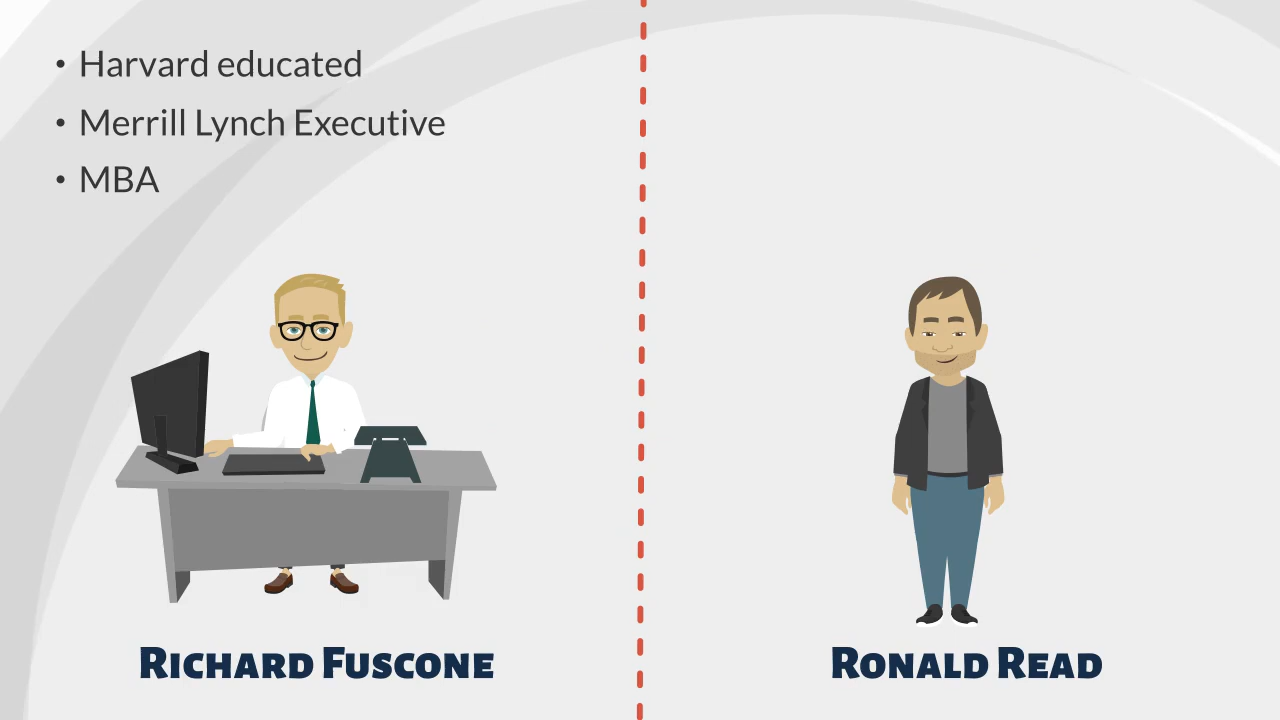 • Harvard educated
• Merrill Lynch Executive
• MBA
Richard Fuscone
Ronald Read